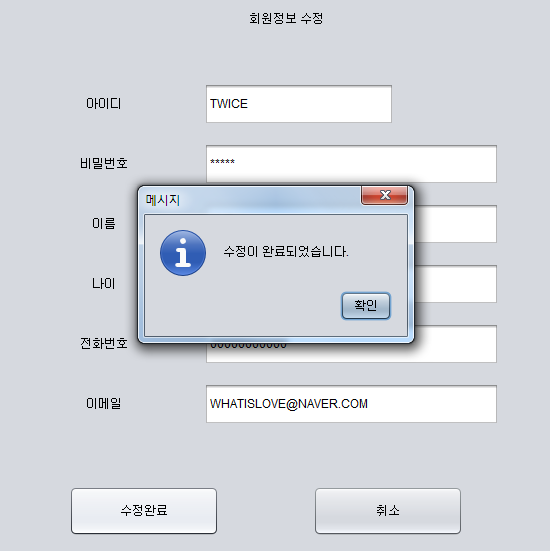 회원정보 수정
아이디
TWICE
비밀번호
*****
메시지
이름
수정이 완료되었습니다.
나이
확인
전화번호
이메일
WHATISLOVE@NAVER.COM
수정완료
취소